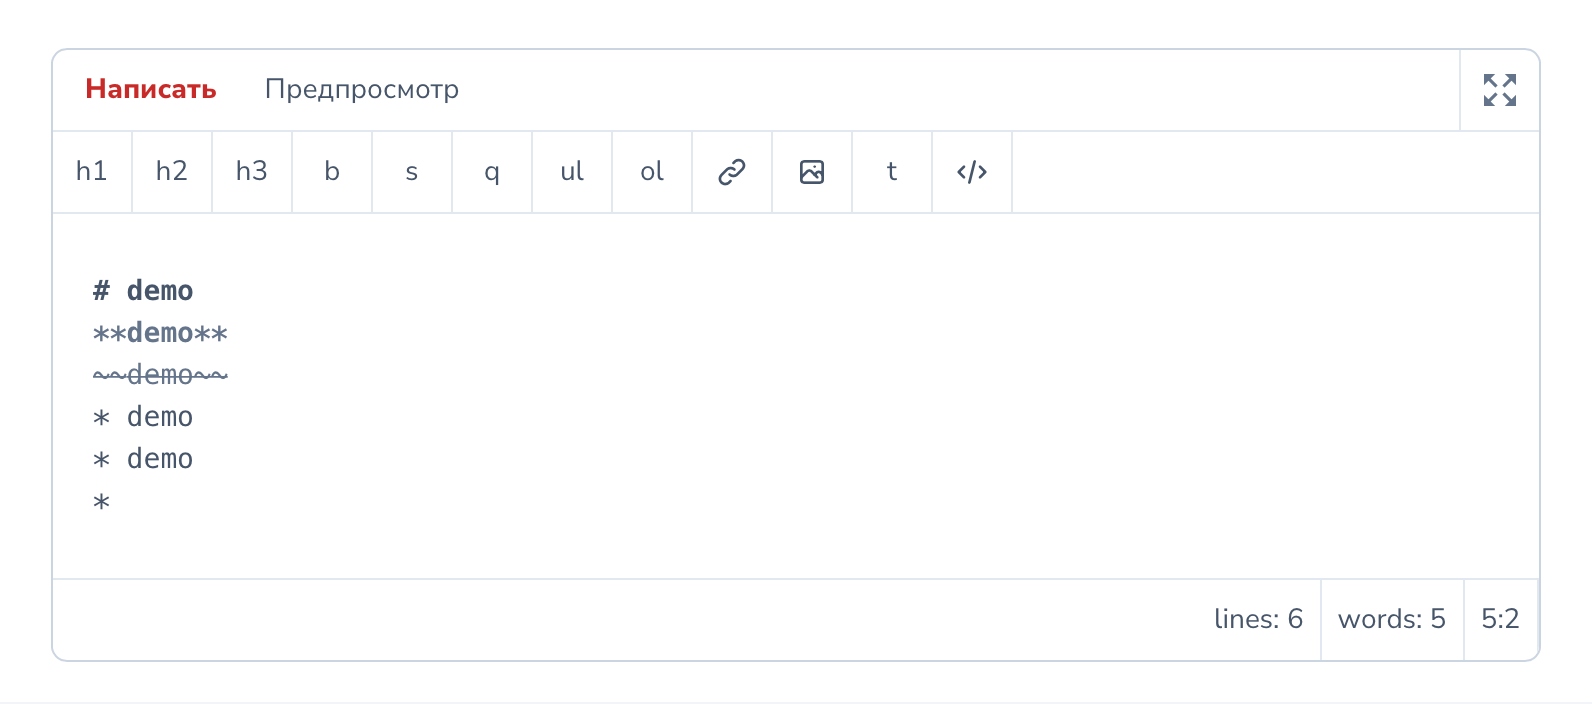 Написать Предпросмотр
h1 h2 h3 b s q ul ol t </>
# demo
**demo**
~~demo~~
* demo
* demo
*
lines: 6 words: 5 5:2